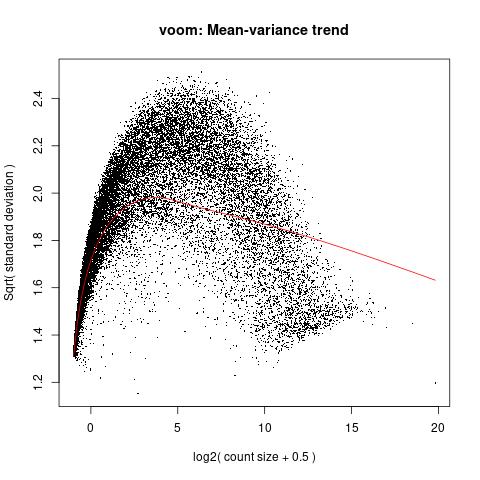 voom: Mean-variance trend
Sqrt( standard deviation )
2.4
2.2
2.0
1.8
1.6
1.4
1.2
0 5 10 15 20
log2( count size + 0.5 )